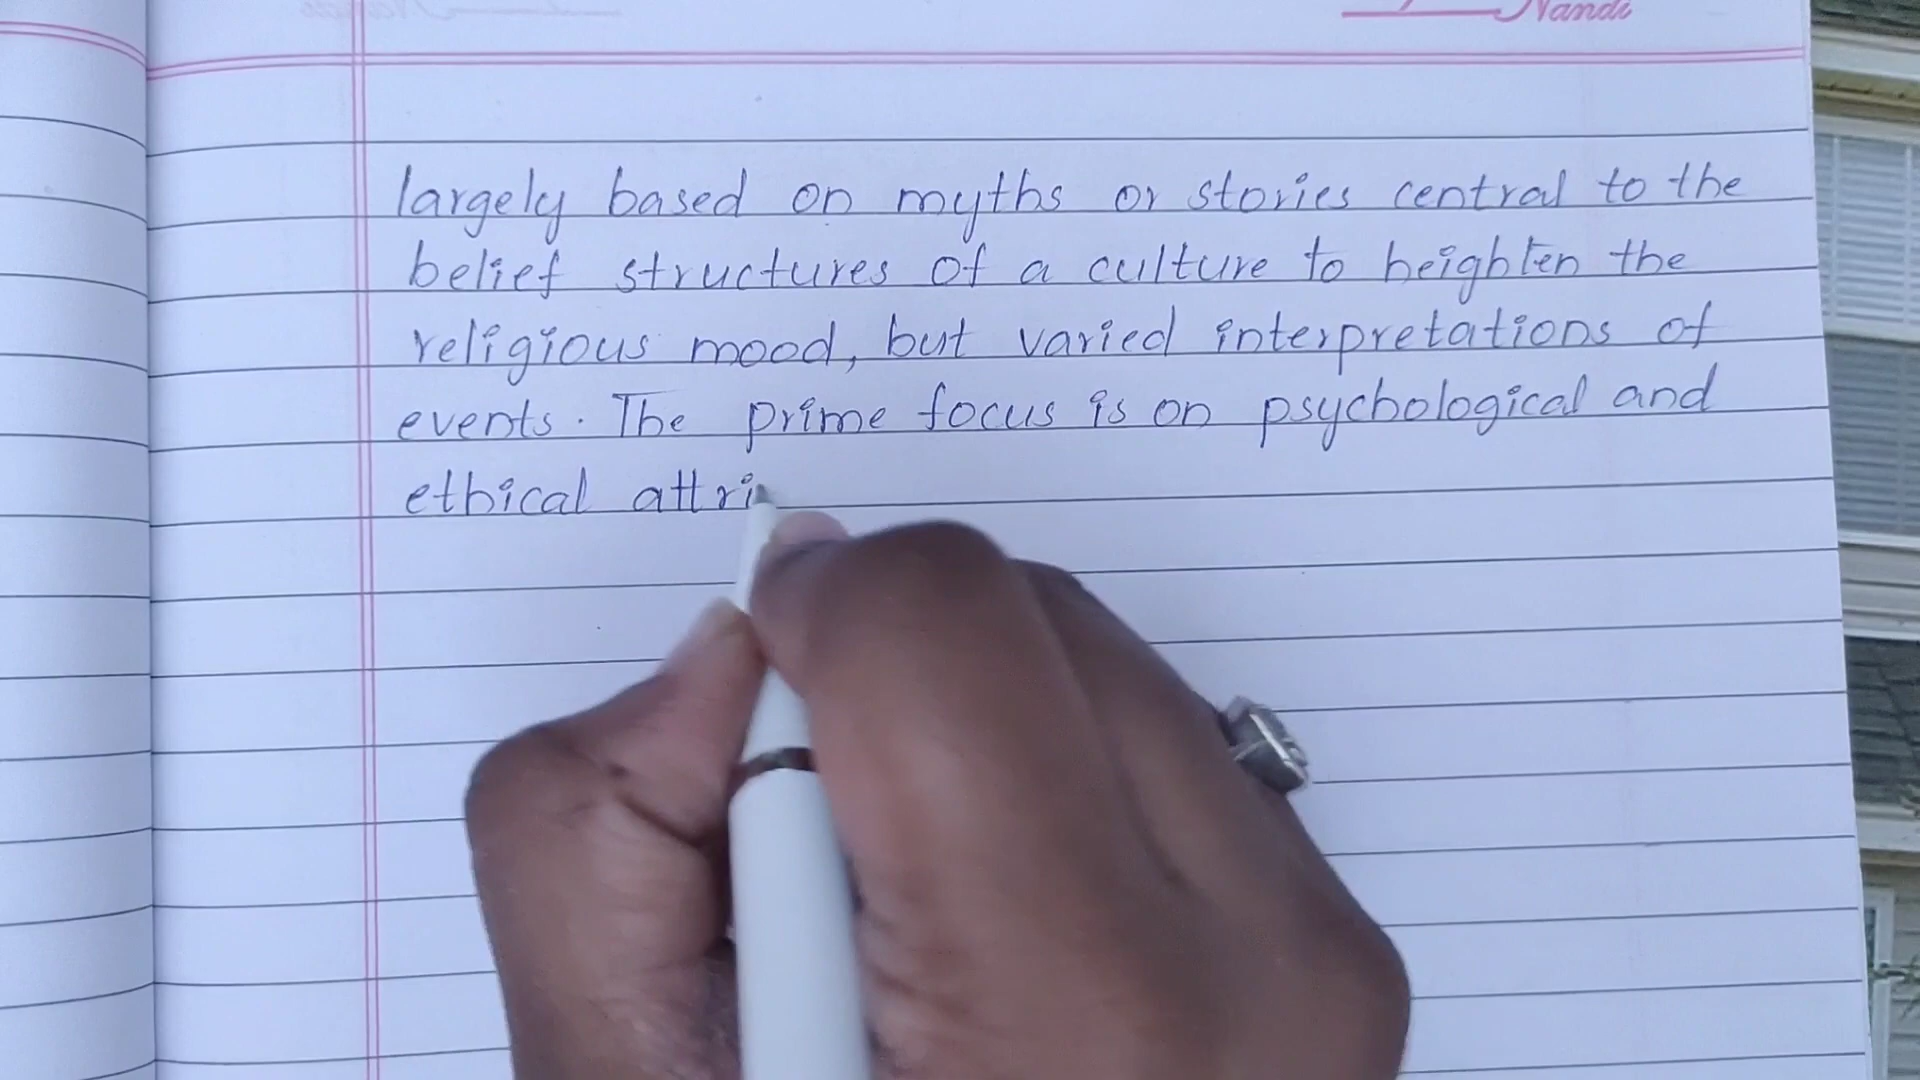 Nandi
largely based on myths or stories central to the
belief structures of a culture to heighten the
religious mood, but varied interpretations of
events. The prime focus is on psychological and
ethical attri